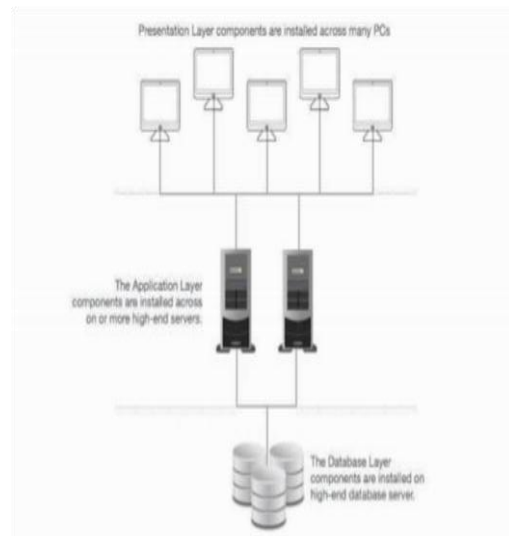 Presentation Layer components are installed across many PCs
The Application Layer
components are installed across
on or more high-end servers.
The Database Layer
components are installed on
high-end database server.